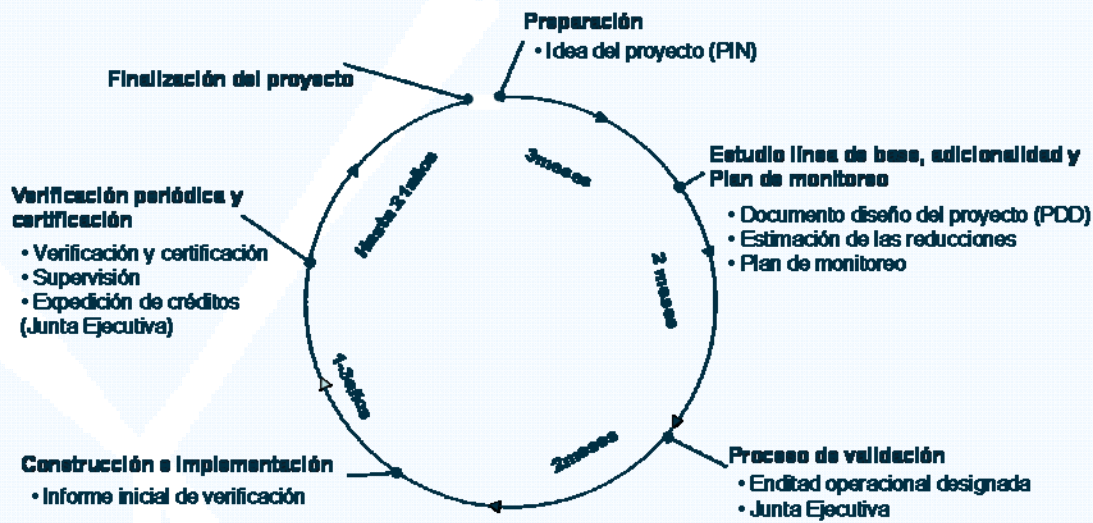 Preparación
• Idea del proyecto (PIN)
Finalización del proyecto
3meses
Estudio línea de base, adicionalidad y
Plan de monitoreo
• Documento diseño del proyecto (PDD)
• Estimación de las reducciones
• Plan de monitoreo
Hasta 21años
Verificación periódica y
certificación
• Verificación y certificación
• Supervisión
• Expedición de créditos
(Junta Ejecutiva)
2 meses
1-3años
2meses
Construcción e implementación
• Informe inicial de verificación
Proceso de validación
• Enditad operacional designada
• Junta Ejecutiva